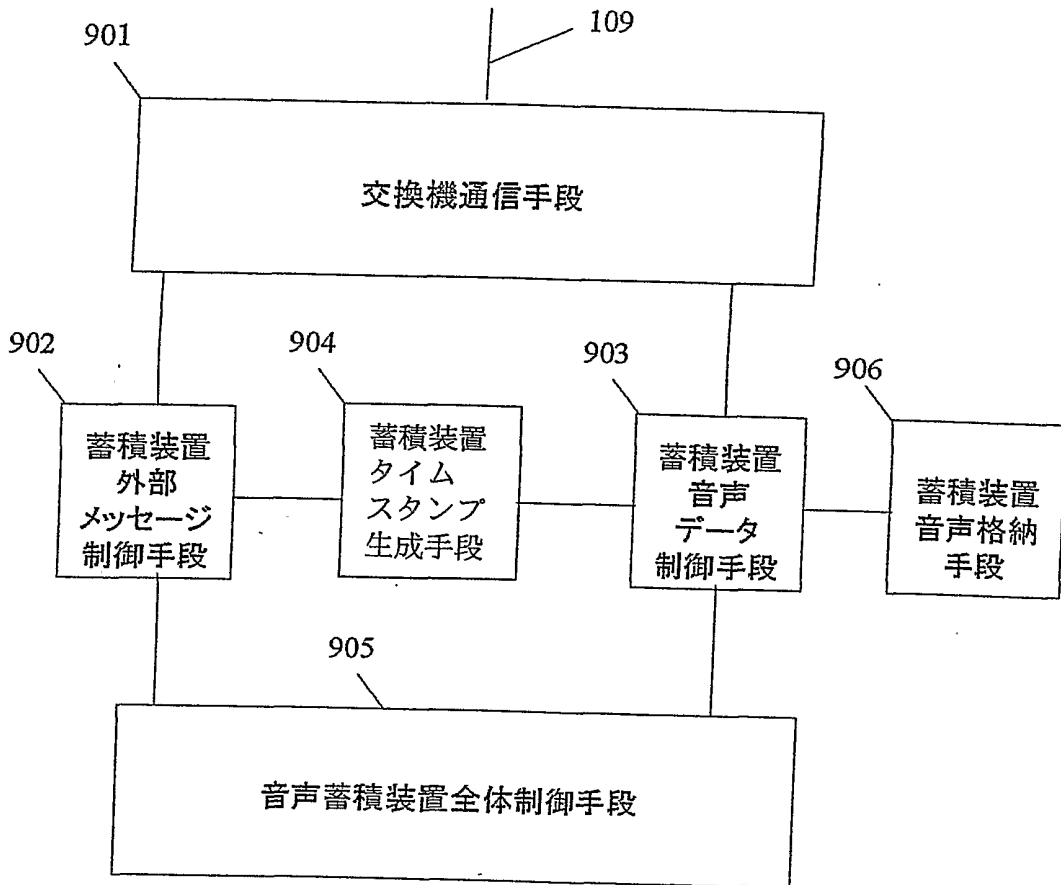 109
901
交換機通信手段
902
904
903
906
蓄積装置
外部
メッセージ
制御手段
蓄積装置
タイム
スタンプ
生成手段
蓄積装置
音声
データ
制御手段
蓄積装置
音声格納
手段
905
音声蓄積装置全体制御手段